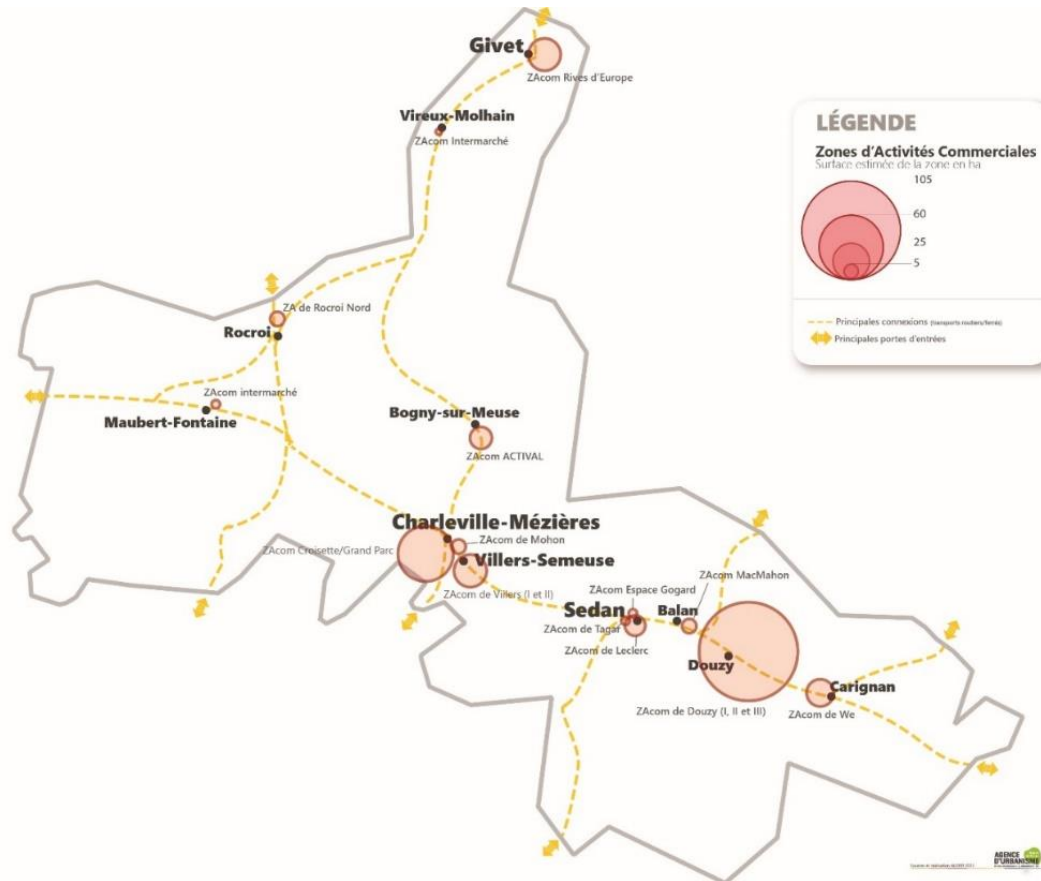 Givet
ZAcom Rives d'Europe
Vireux-Molhain
ZAcom Intermarché
LÉGENDE
Zones d'Activités Commerciales
Surface estimée de la zone en ha
105
60
25
5
Principales connexions (transports routiers/ferrés)
Principales portes d'entrées
ZA de Rocroi Nord
Rocroi
ZAcom intermarché
Maubert-Fontaine
Bogny-sur-Meuse
ZAcom ACTIVAL
Charleville-Mézières
ZAcom de Mohon
ZAcom Croisette/Grand Parc
Villers-Semeuse
ZAcom de Villers (I et II)
ZAcom MacMahon
ZAcom Espace Gogard
Sedan
Balan
ZAcom de Tagar
ZAcom de Leclerc
Douzy
Carignan
ZAcom de Douzy (I, II et III)
ZAcom de We
AGENCE
D'URBANISME